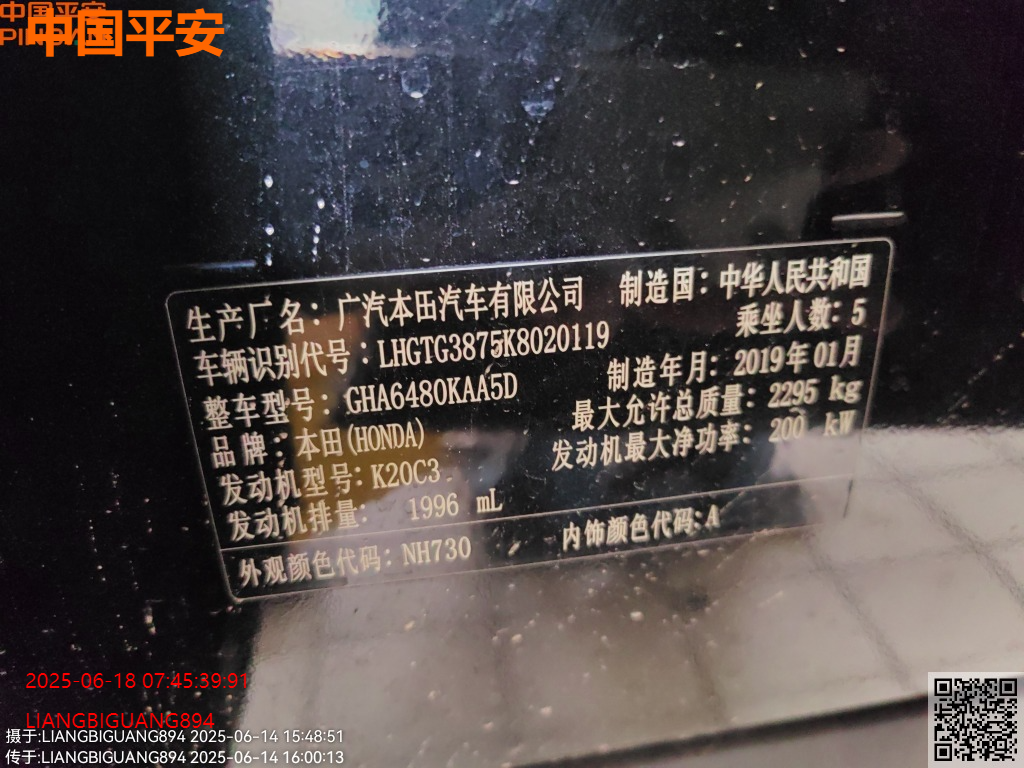 中国平安
中国平安
生产厂名：广汽本田汽车有限公司 制造国：中华人民共和国
车辆识别代号：LHGTG3875K8020119 乘坐人数：5
整车型号：GHA6480KAA5D 制造年月：2019年01月
品牌：本田(HONDA) 最大允许总质量：2295 kg
发动机型号：K20C3 发动机最大净功率：200 kW
发动机排量： 1996 mL
外观颜色代码：NH730 内饰颜色代码：A
2025-06-18 07:45:39:91
LIANGBIGUANG894
摄于:LIANGBIGUANG894 2025-06-14 15:48:51
传于:LIANGBIGUANG894 2025-06-14 16:00:13